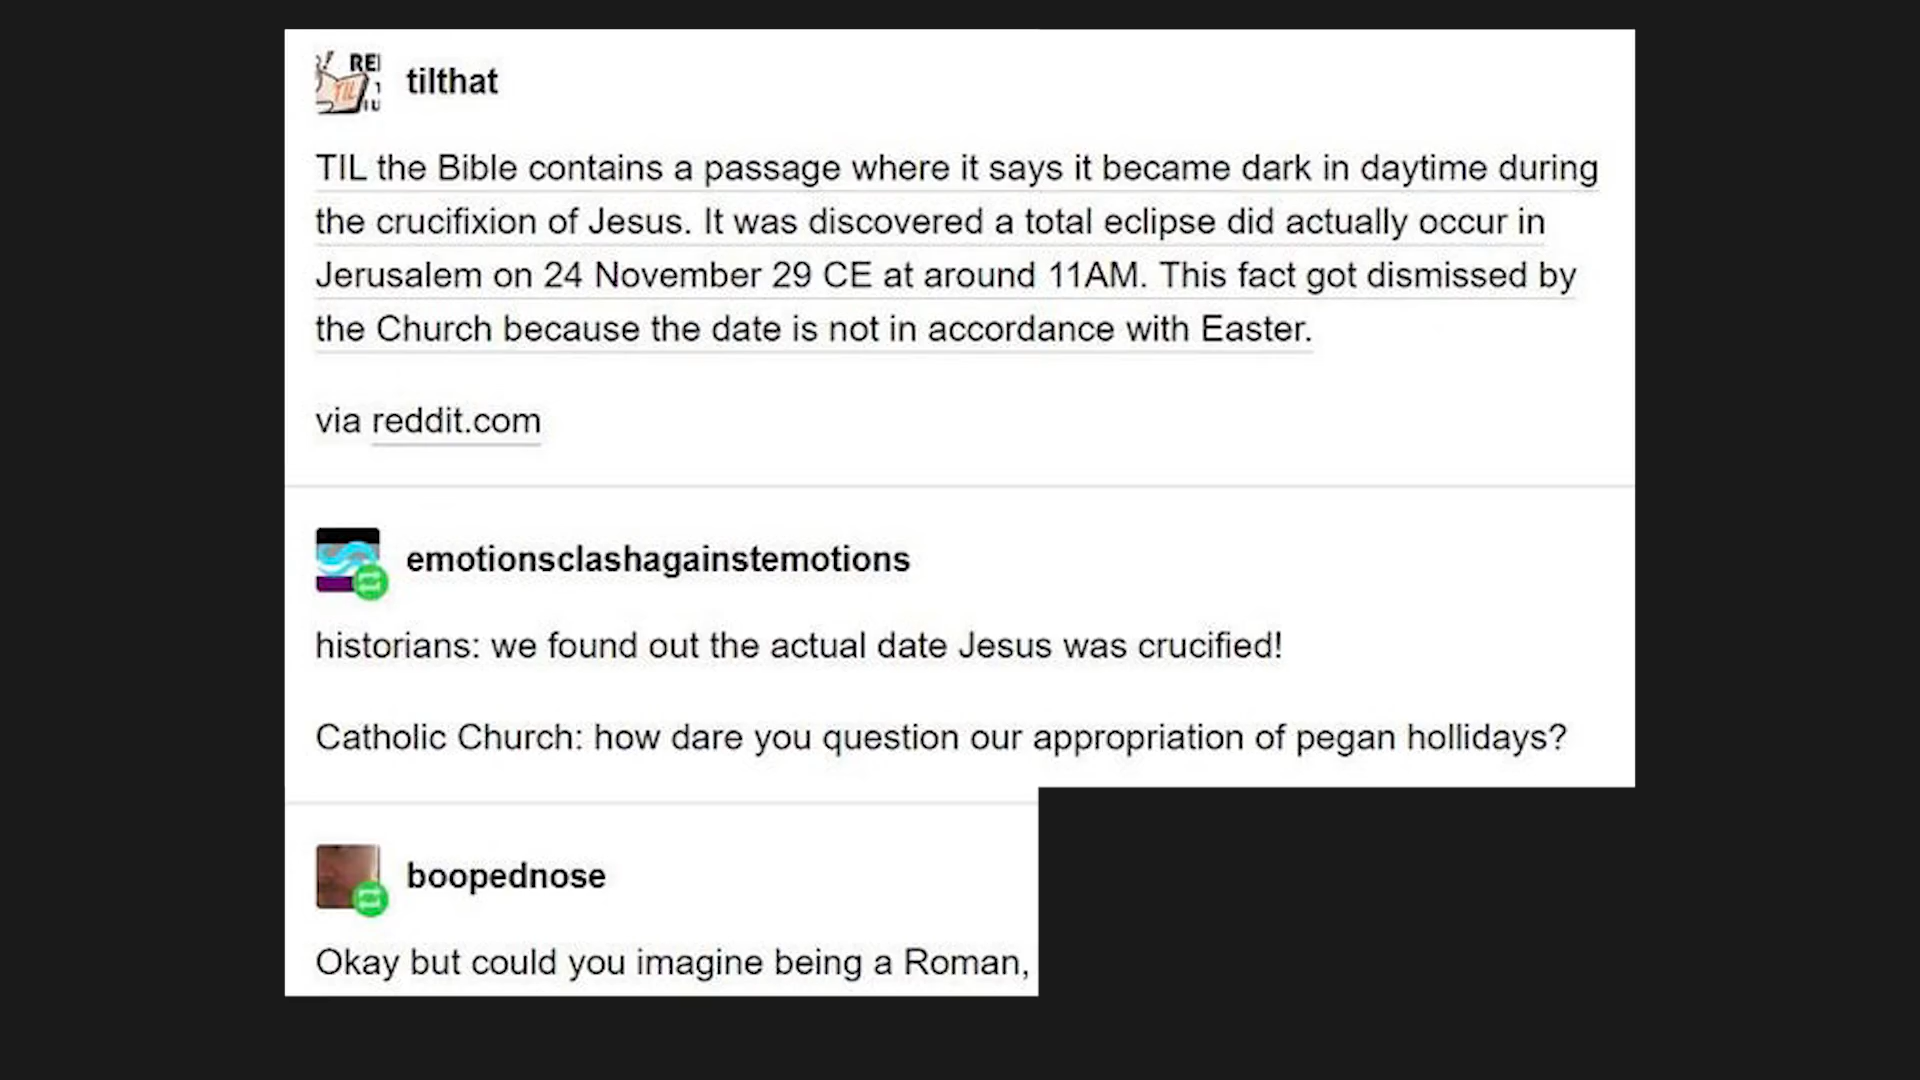 RE
TIL
tilthat
TIL the Bible contains a passage where it says it became dark in daytime during
the crucifixion of Jesus. It was discovered a total eclipse did actually occur in
Jerusalem on 24 November 29 CE at around 11AM. This fact got dismissed by
the Church because the date is not in accordance with Easter.
via reddit.com
emotionsclashagainstemotions
historians: we found out the actual date Jesus was crucified!
Catholic Church: how dare you question our appropriation of pegan hollidays?
boopednose
Okay but could you imagine being a Roman,